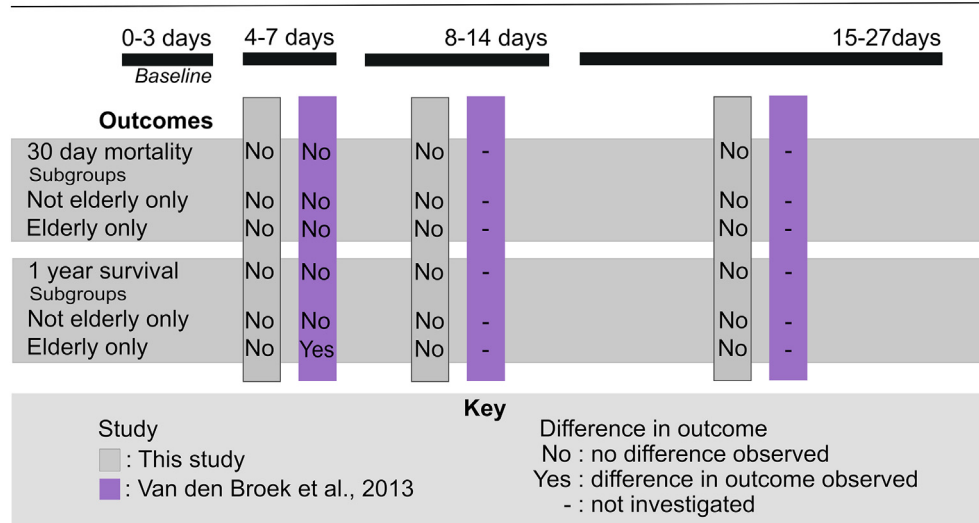 0-3 days 4-7 days 8-14 days 15-27days
Baseline
Outcomes
30 day mortality No No No - No -
Subgroups
Not elderly only No No No - No -
Elderly only No No No - No -
1 year survival No No No - No -
Subgroups
Not elderly only No No No - No -
Elderly only No Yes No - No -
Key
Study
: This study
: Van den Broek et al., 2013
Difference in outcome
No : no difference observed
Yes : difference in outcome observed
- : not investigated